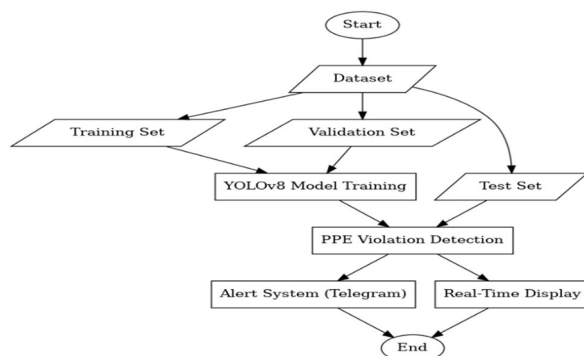 Start
Dataset
Training Set
Validation Set
YOLOv8 Model Training
Test Set
PPE Violation Detection
Alert System (Telegram)
Real-Time Display
End